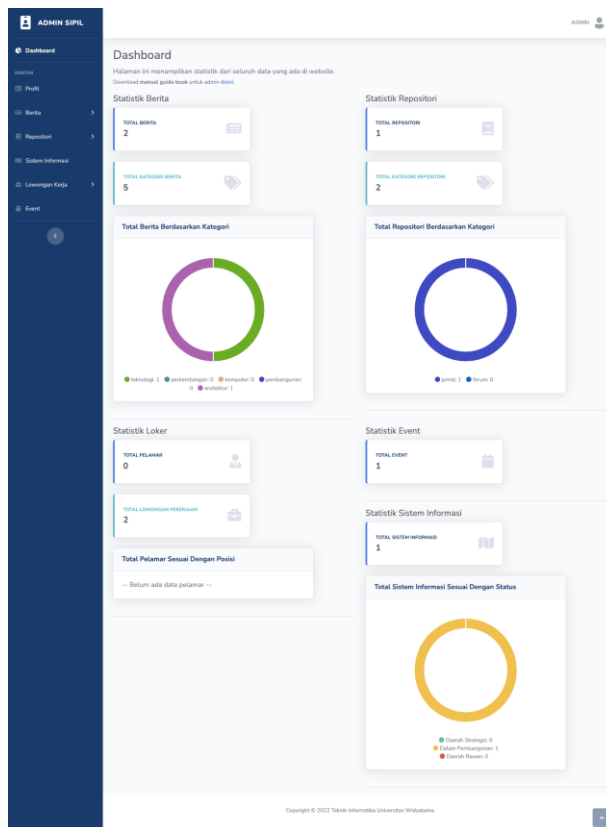 ADMIN SIPIL
ADMIN
Dashboard
KONTEN
Profil
Berita
Repositori
Sistem Informasi
Lowongan Kerja
Event
Dashboard
Halaman ini menampilkan statistik dari seluruh data yang ada di website.
Download manual guide book untuk admin disini.
Statistik Berita
TOTAL BERITA
2
TOTAL KATEGORI BERITA
5
Total Berita Berdasarkan Kategori
teknologi: 1 perkembangan: 0 komputer: 0 pembangunan:
0 arsitektur: 1
Statistik Repositori
TOTAL REPOSITORI
1
TOTAL KATEGORI REPOSITORI
2
Total Repositori Berdasarkan Kategori
jurnal: 1 forum: 0
Statistik Loker
TOTAL PELAMAR
0
TOTAL LOWONGAN PEKERJAAN
2
Total Pelamar Sesuai Dengan Posisi
-- Belum ada data pelamar --
Statistik Event
TOTAL EVENT
1
Statistik Sistem Informasi
TOTAL SISTEM INFORMASI
1
Total Sistem Informasi Sesuai Dengan Status
Daerah Strategis: 0
Dalam Pembangunan: 1
Daerah Rawan: 0
Copyright © 2022 Teknik Informatika Universitas Widyatama.